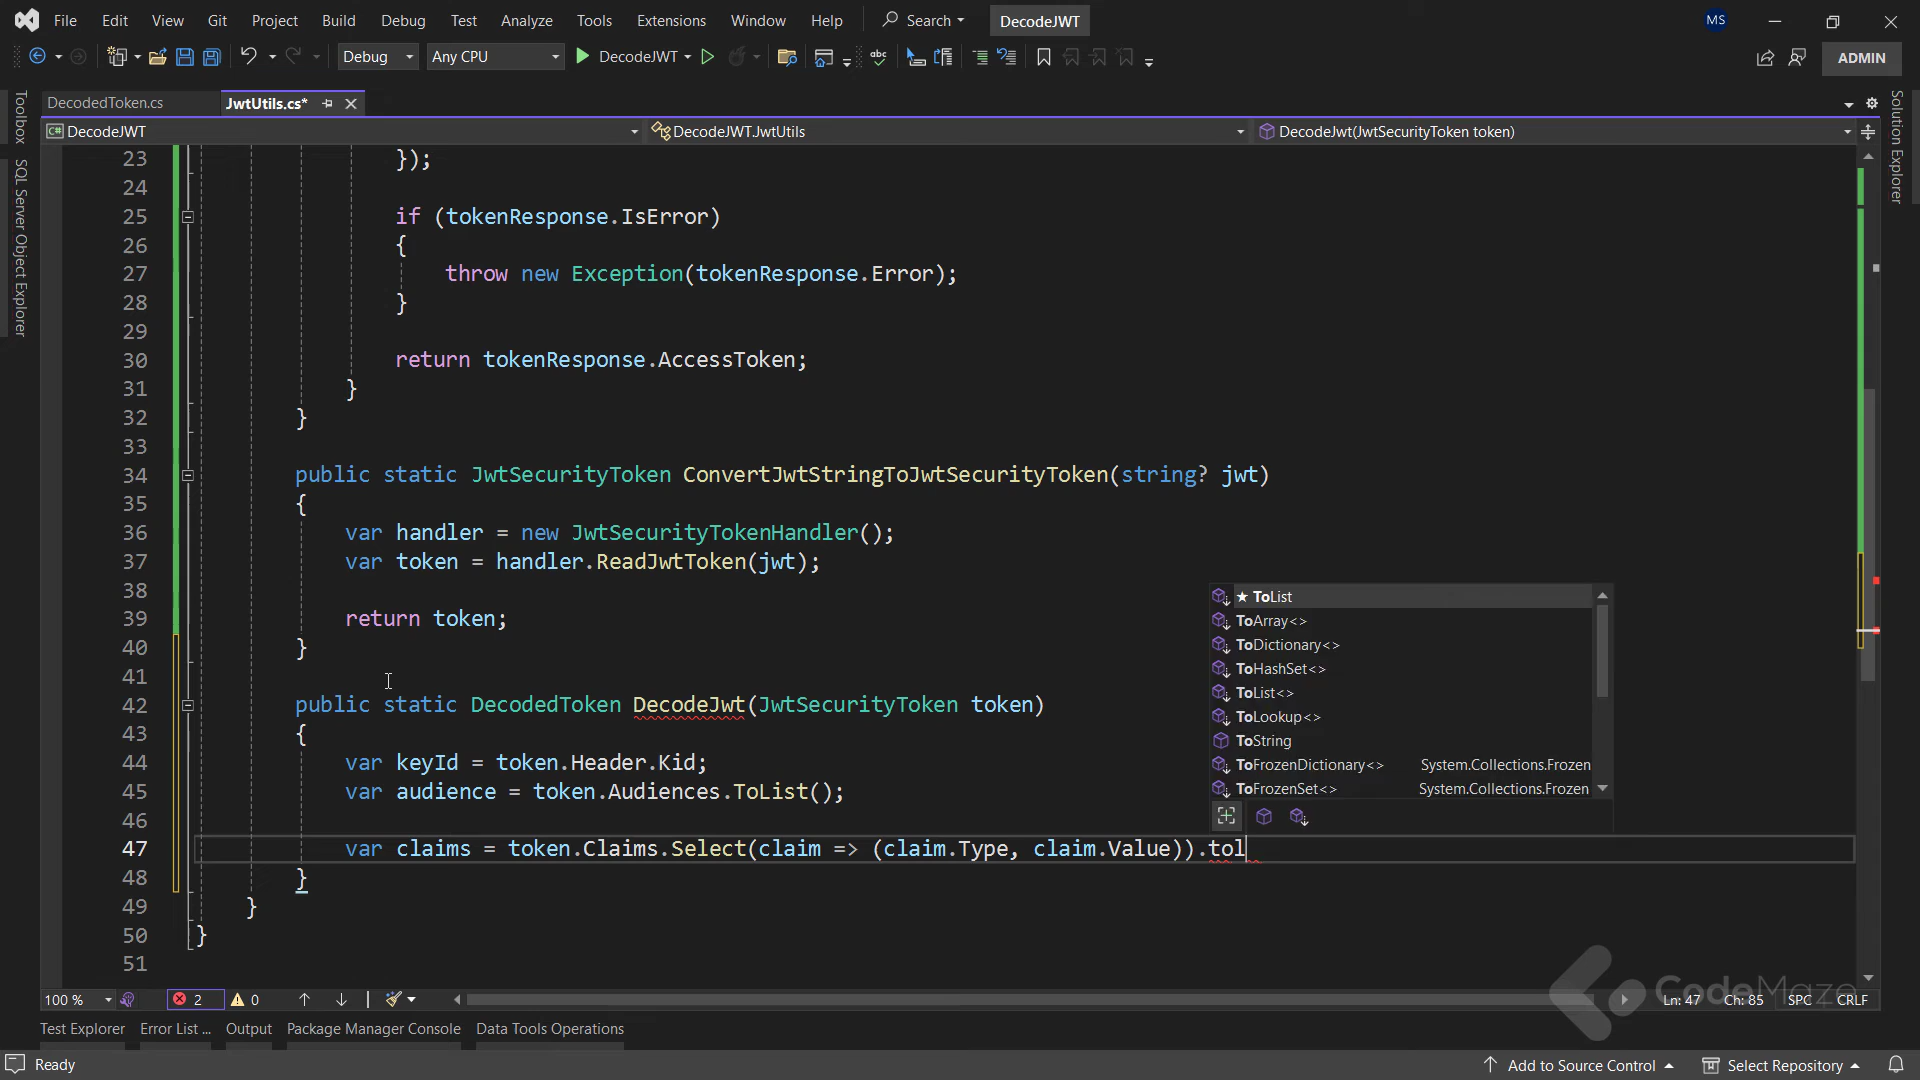 File Edit View Git Project Build Debug Test Analyze Tools Extensions Window Help Search DecodeJWT MS
Debug Any CPU DecodeJWT abc ADMIN
Toolbox
SQL Server Object Explorer
Solution Explorer
DecodedToken.cs JwtUtils.cs*
C# DecodeJWT DecodeJWT.JwtUtils DecodeJwt(JwtSecurityToken token)
23 });
24
25 if (tokenResponse.IsError)
26 {
27 throw new Exception(tokenResponse.Error);
28 }
29
30 return tokenResponse.AccessToken;
31 }
32 }
33
34 public static JwtSecurityToken ConvertJwtStringToJwtSecurityToken(string? jwt)
35 {
36 var handler = new JwtSecurityTokenHandler();
37 var token = handler.ReadJwtToken(jwt);
38
39 return token;
40 }
41
42 public static DecodedToken DecodeJwt(JwtSecurityToken token)
43 {
44 var keyId = token.Header.Kid;
45 var audience = token.Audiences.ToList();
46
47 var claims = token.Claims.Select(claim => (claim.Type, claim.Value)).tol
48 }
49 }
50 }
51
★ ToList
ToArray<>
ToDictionary<>
ToHashSet<>
ToList<>
ToLookup<>
ToString
ToFrozenDictionary<> System.Collections.Frozen
ToFrozenSet<> System.Collections.Frozen
CodeMaze
100 % 2 0 Ln: 47 Ch: 85 SPC CRLF
Test Explorer Error List ... Output Package Manager Console Data Tools Operations
Ready Add to Source Control Select Repository